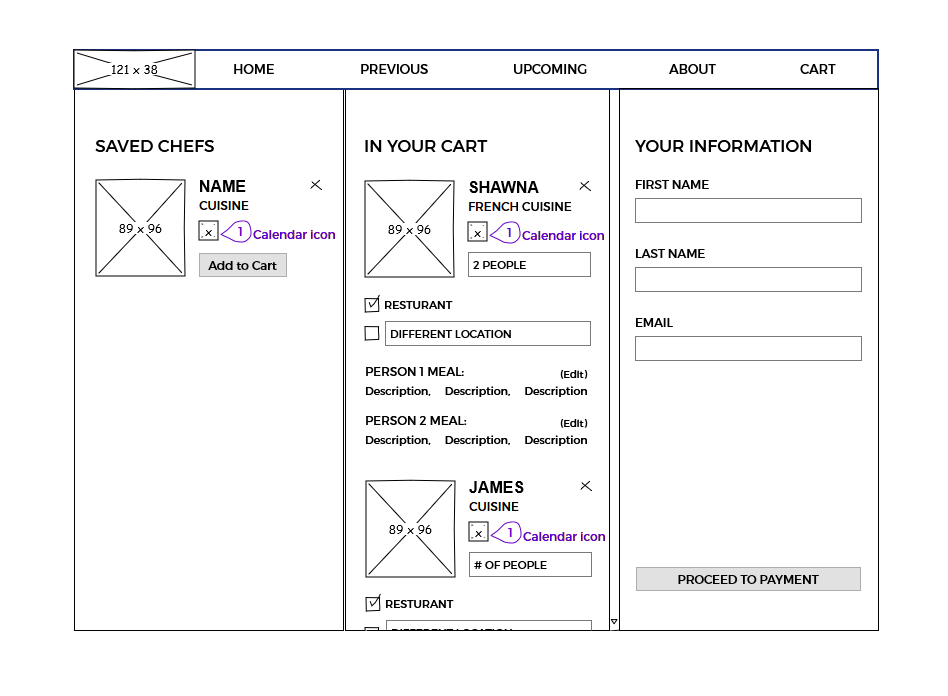 121 x 38
HOME PREVIOUS UPCOMING ABOUT CART
SAVED CHEFS
89 x 96
NAME
CUISINE
x 1 Calendar icon
Add to Cart
IN YOUR CART
89 x 96
SHAWNA
FRENCH CUISINE
x 1 Calendar icon
2 PEOPLE
RESTURANT
DIFFERENT LOCATION
PERSON 1 MEAL: (Edit)
Description, Description, Description
PERSON 2 MEAL: (Edit)
Description, Description, Description
89 x 96
JAMES
CUISINE
x 1 Calendar icon
# OF PEOPLE
RESTURANT
DIFFERENT LOCATION
YOUR INFORMATION
FIRST NAME
LAST NAME
EMAIL
PROCEED TO PAYMENT